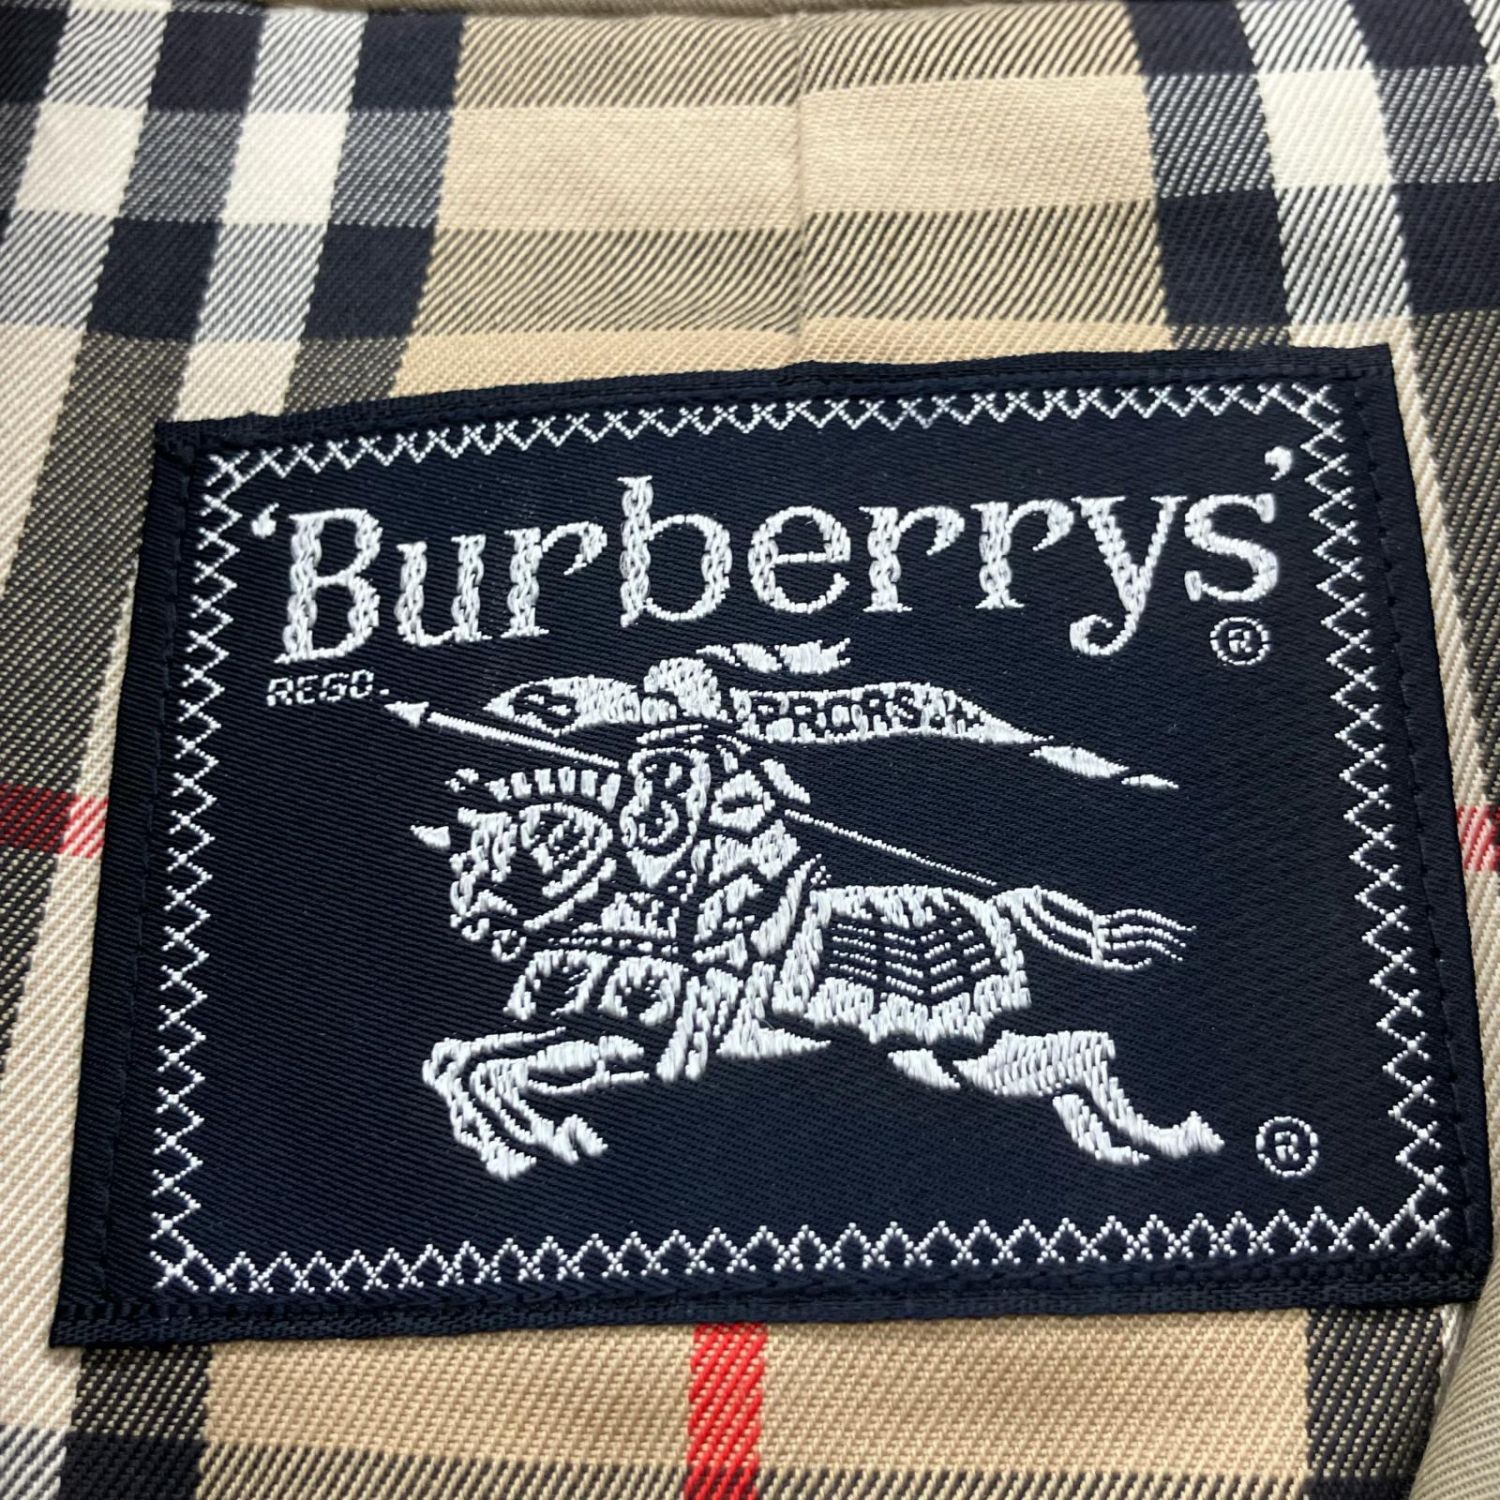 'Burberrys'
®
REGD.
PRORSUM
B
®